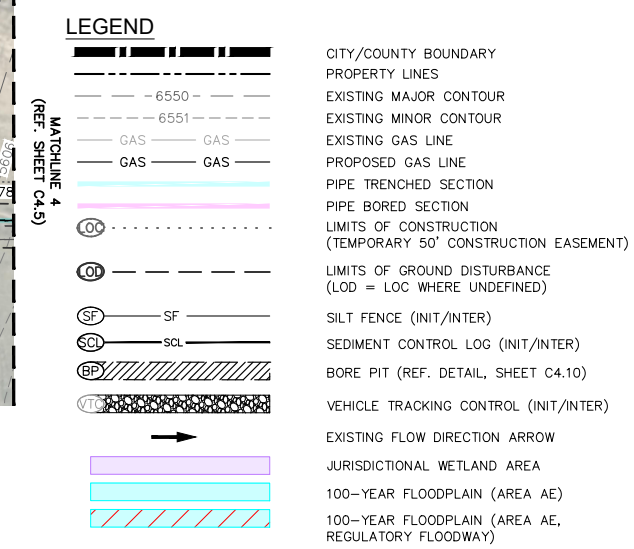 LEGEND
CITY/COUNTY BOUNDARY
PROPERTY LINES
6550 EXISTING MAJOR CONTOUR
6551 EXISTING MINOR CONTOUR
GAS GAS EXISTING GAS LINE
GAS GAS PROPOSED GAS LINE
PIPE TRENCHED SECTION
PIPE BORED SECTION
LOC LIMITS OF CONSTRUCTION
(TEMPORARY 50' CONSTRUCTION EASEMENT)
LOD LIMITS OF GROUND DISTURBANCE
(LOD = LOC WHERE UNDEFINED)
SF SF SILT FENCE (INIT/INTER)
SCL SCL SEDIMENT CONTROL LOG (INIT/INTER)
BP BORE PIT (REF. DETAIL, SHEET C4.10)
VTC VEHICLE TRACKING CONTROL (INIT/INTER)
EXISTING FLOW DIRECTION ARROW
JURISDICTIONAL WETLAND AREA
100-YEAR FLOODPLAIN (AREA AE)
100-YEAR FLOODPLAIN (AREA AE,
REGULATORY FLOODWAY)
MATCHLINE 4
(REF. SHEET C4.5)
78